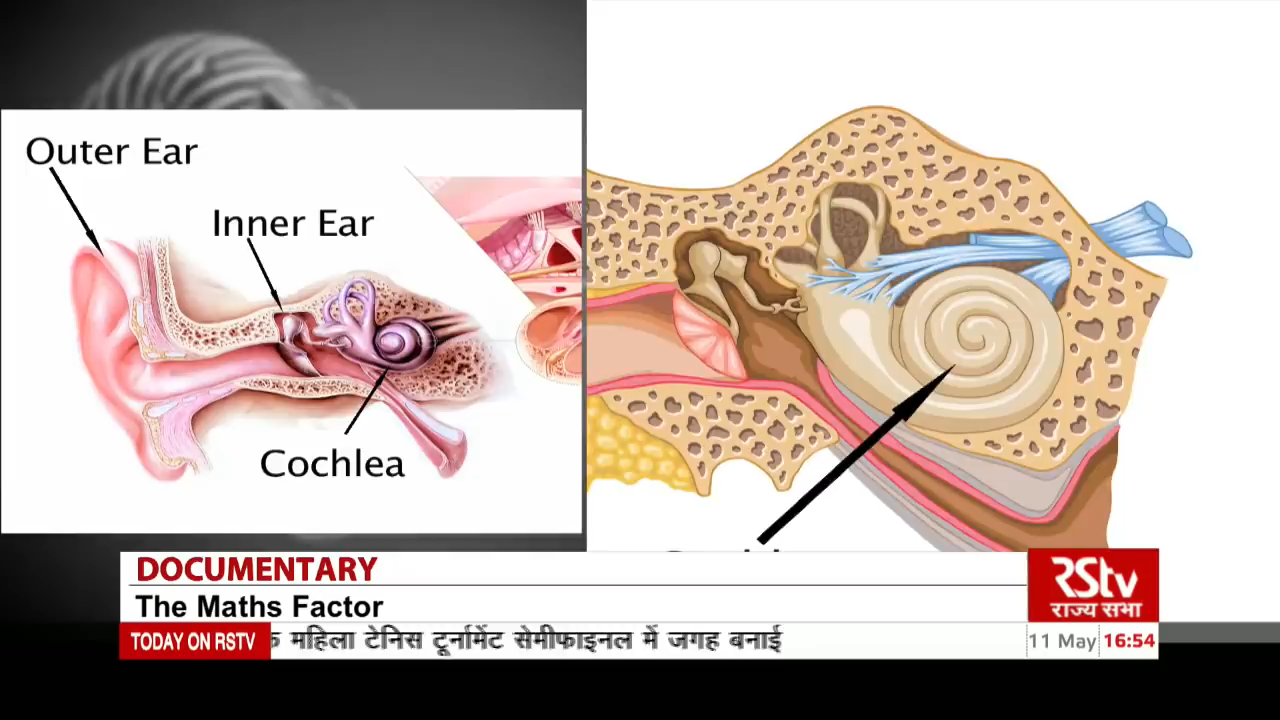 Outer Ear
Inner Ear
Cochlea
DOCUMENTARY
The Maths Factor
RSTV
राज्य सभा
TODAY ON RSTV
महिला टेनिस टूर्नामेंट सेमीफाइनल में जगह बनाई
11 May 16:54